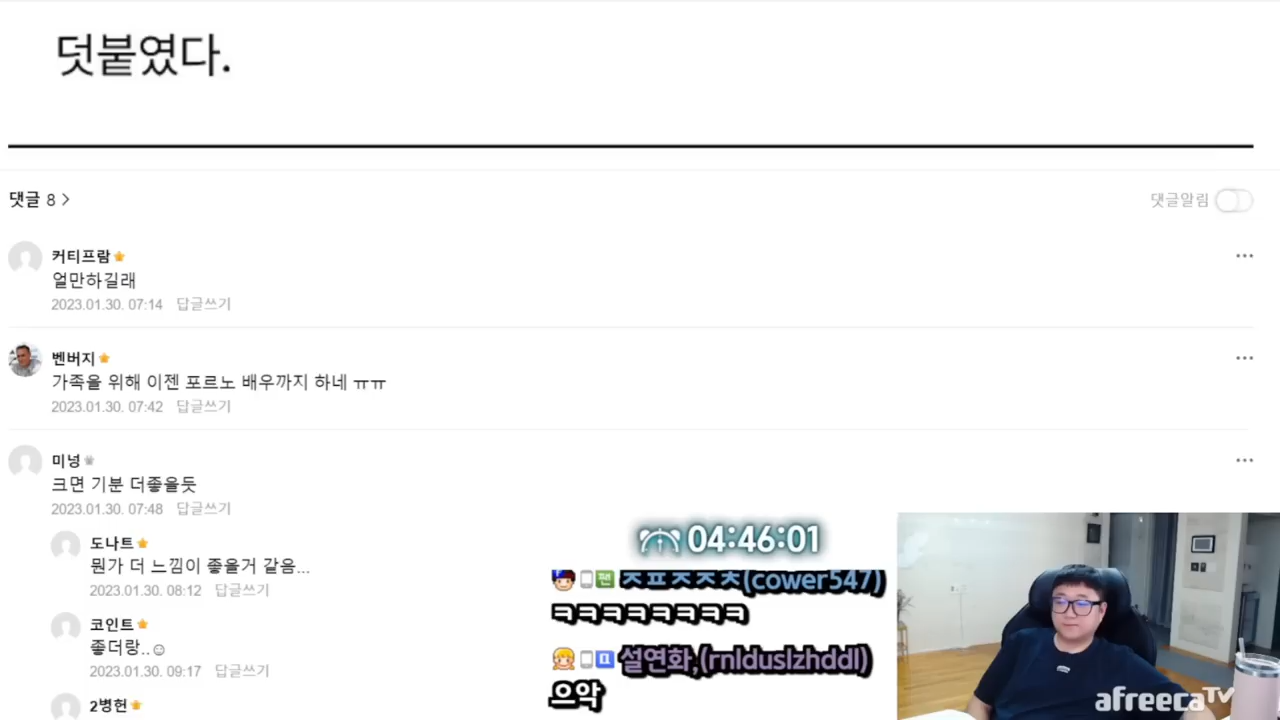 덧붙였다.
댓글 8 >
댓글알림
커티프람
얼만하길래
2023.01.30. 07:14 답글쓰기
벤버지
가족을 위해 이젠 포르노 배우까지 하네 ㅠㅠ
2023.01.30. 07:42 답글쓰기
미넝
크면 기분 더좋을듯
2023.01.30. 07:48 답글쓰기
도나트
뭔가 더 느낌이 좋을거 같음...
2023.01.30. 08:12 답글쓰기
코인트
좋더랑..☺
2023.01.30. 09:17 답글쓰기
2병헌
04:46:01
팬 ㅈㅍㅈㅈㅊ(cower547)
ㅋㅋㅋㅋㅋㅋㅋㅋ
설연화,(rnlduslzhddl)
으악
afreecaTV